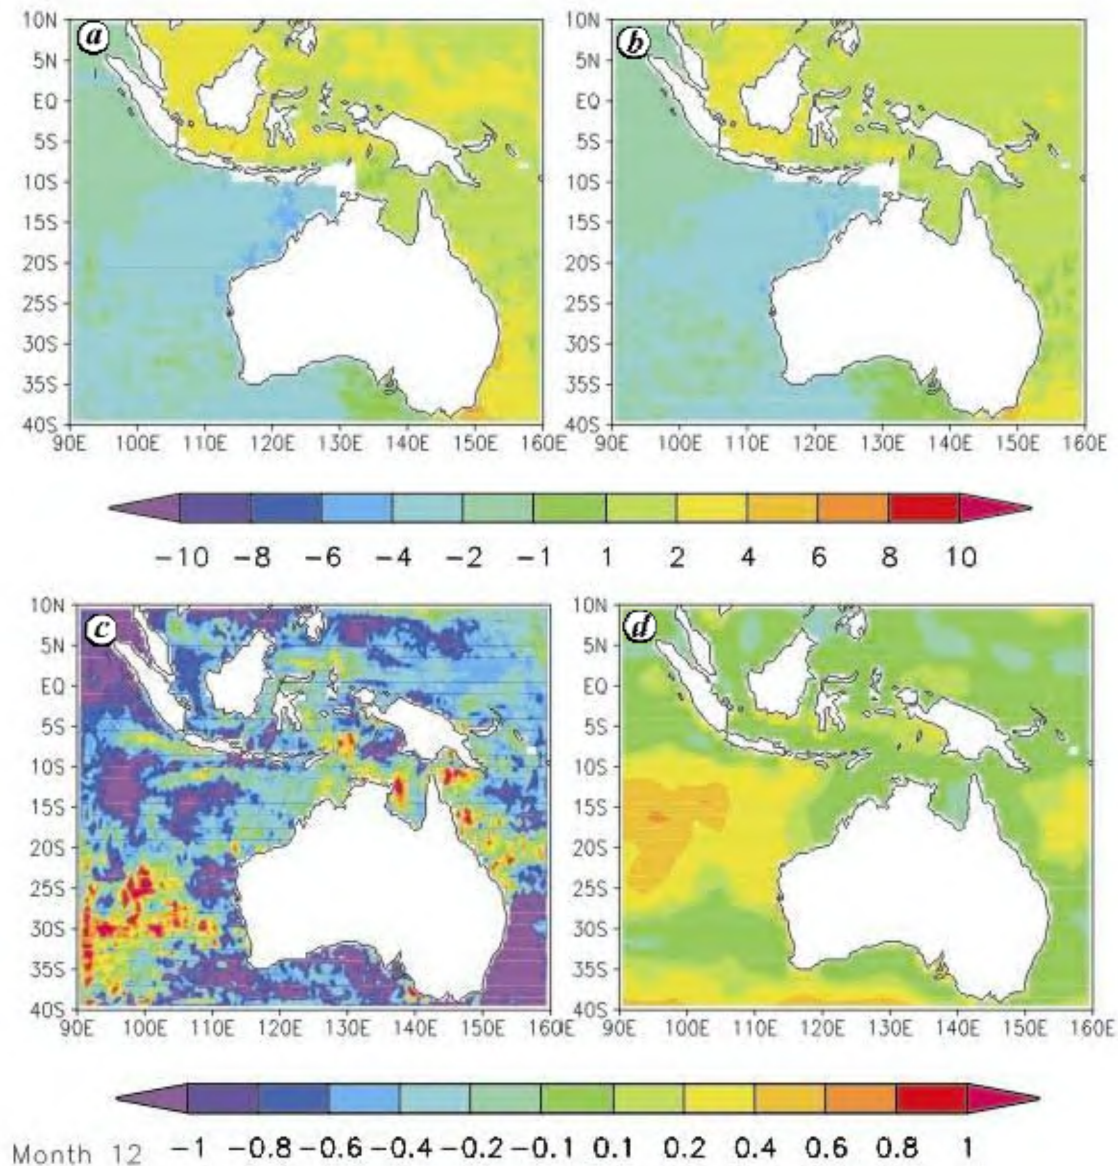 a
b
10N
5N
EQ
5S
10S
15S
20S
25S
30S
35S
40S
90E 100E 110E 120E 130E 140E 150E 160E
10N
5N
EQ
5S
10S
15S
20S
25S
30S
35S
40S
90E 100E 110E 120E 130E 140E 150E 160E
-10 -8 -6 -4 -2 -1 1 2 4 6 8 10
c
d
10N
5N
EQ
5S
10S
15S
20S
25S
30S
35S
40S
90E 100E 110E 120E 130E 140E 150E 160E
10N
5N
EQ
5S
10S
15S
20S
25S
30S
35S
40S
90E 100E 110E 120E 130E 140E 150E 160E
Month 12 -1 -0.8 -0.6 -0.4 -0.2 -0.1 0.1 0.2 0.4 0.6 0.8 1